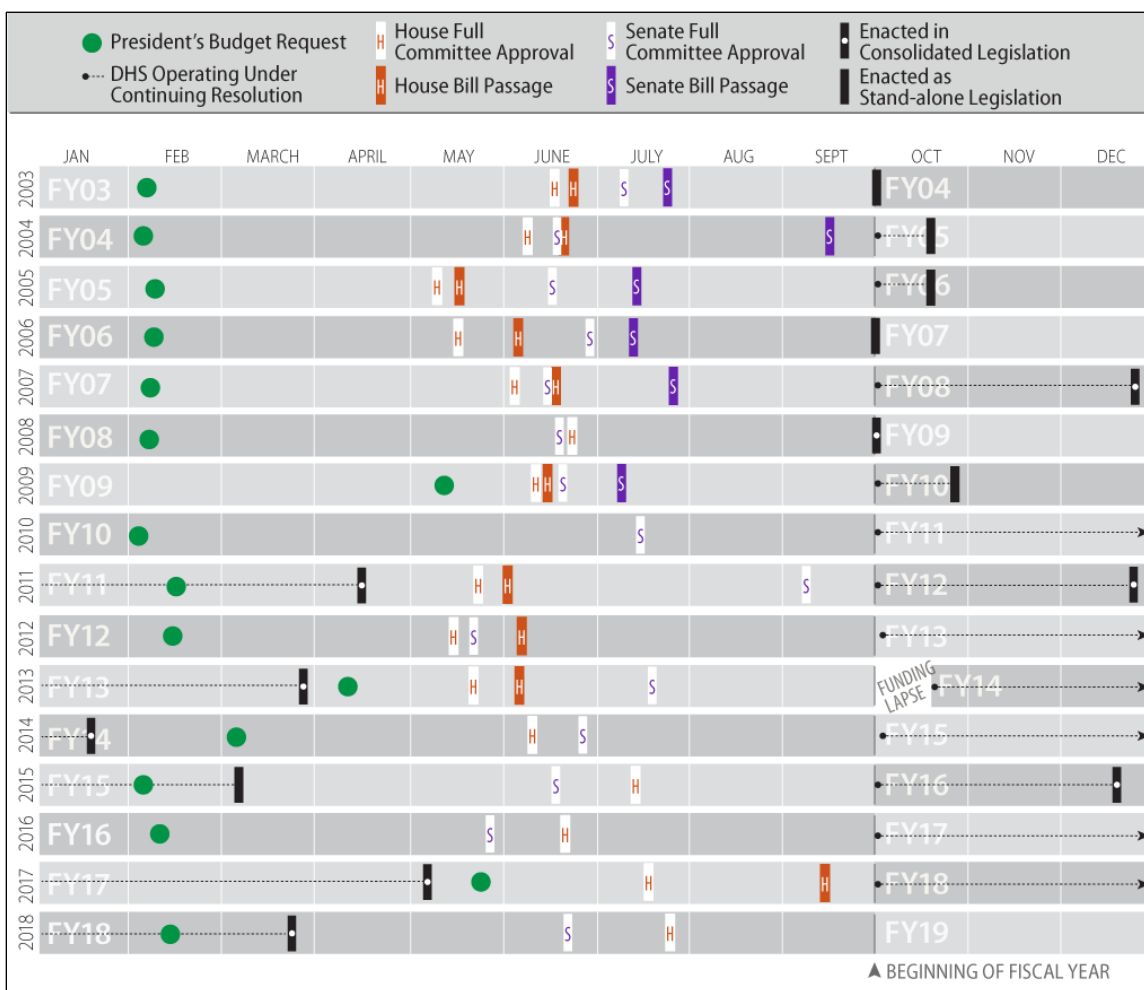 President's Budget Request
DHS Operating Under
Continuing Resolution
H House Full
Committee Approval
H House Bill Passage
S Senate Full
Committee Approval
S Senate Bill Passage
Enacted in
Consolidated Legislation
Enacted as
Stand-alone Legislation
JAN FEB MARCH APRIL MAY JUNE JULY AUG SEPT OCT NOV DEC
2003 FY03 H H S S FY04
2004 FY04 H S H S FY05
2005 FY05 H H S S FY06
2006 FY06 H H S S FY07
2007 FY07 H S H S FY08
2008 FY08 S H FY09
2009 FY09 H H S S FY10
2010 FY10 S FY11
2011 FY11 H H S FY12
2012 FY12 H S H FY13
2013 FY13 H H S FUNDING LAPSE FY14
2014 FY14 H S FY15
2015 FY15 S H FY16
2016 FY16 S H FY17
2017 FY17 H H FY18
2018 FY18 S H FY19
BEGINNING OF FISCAL YEAR